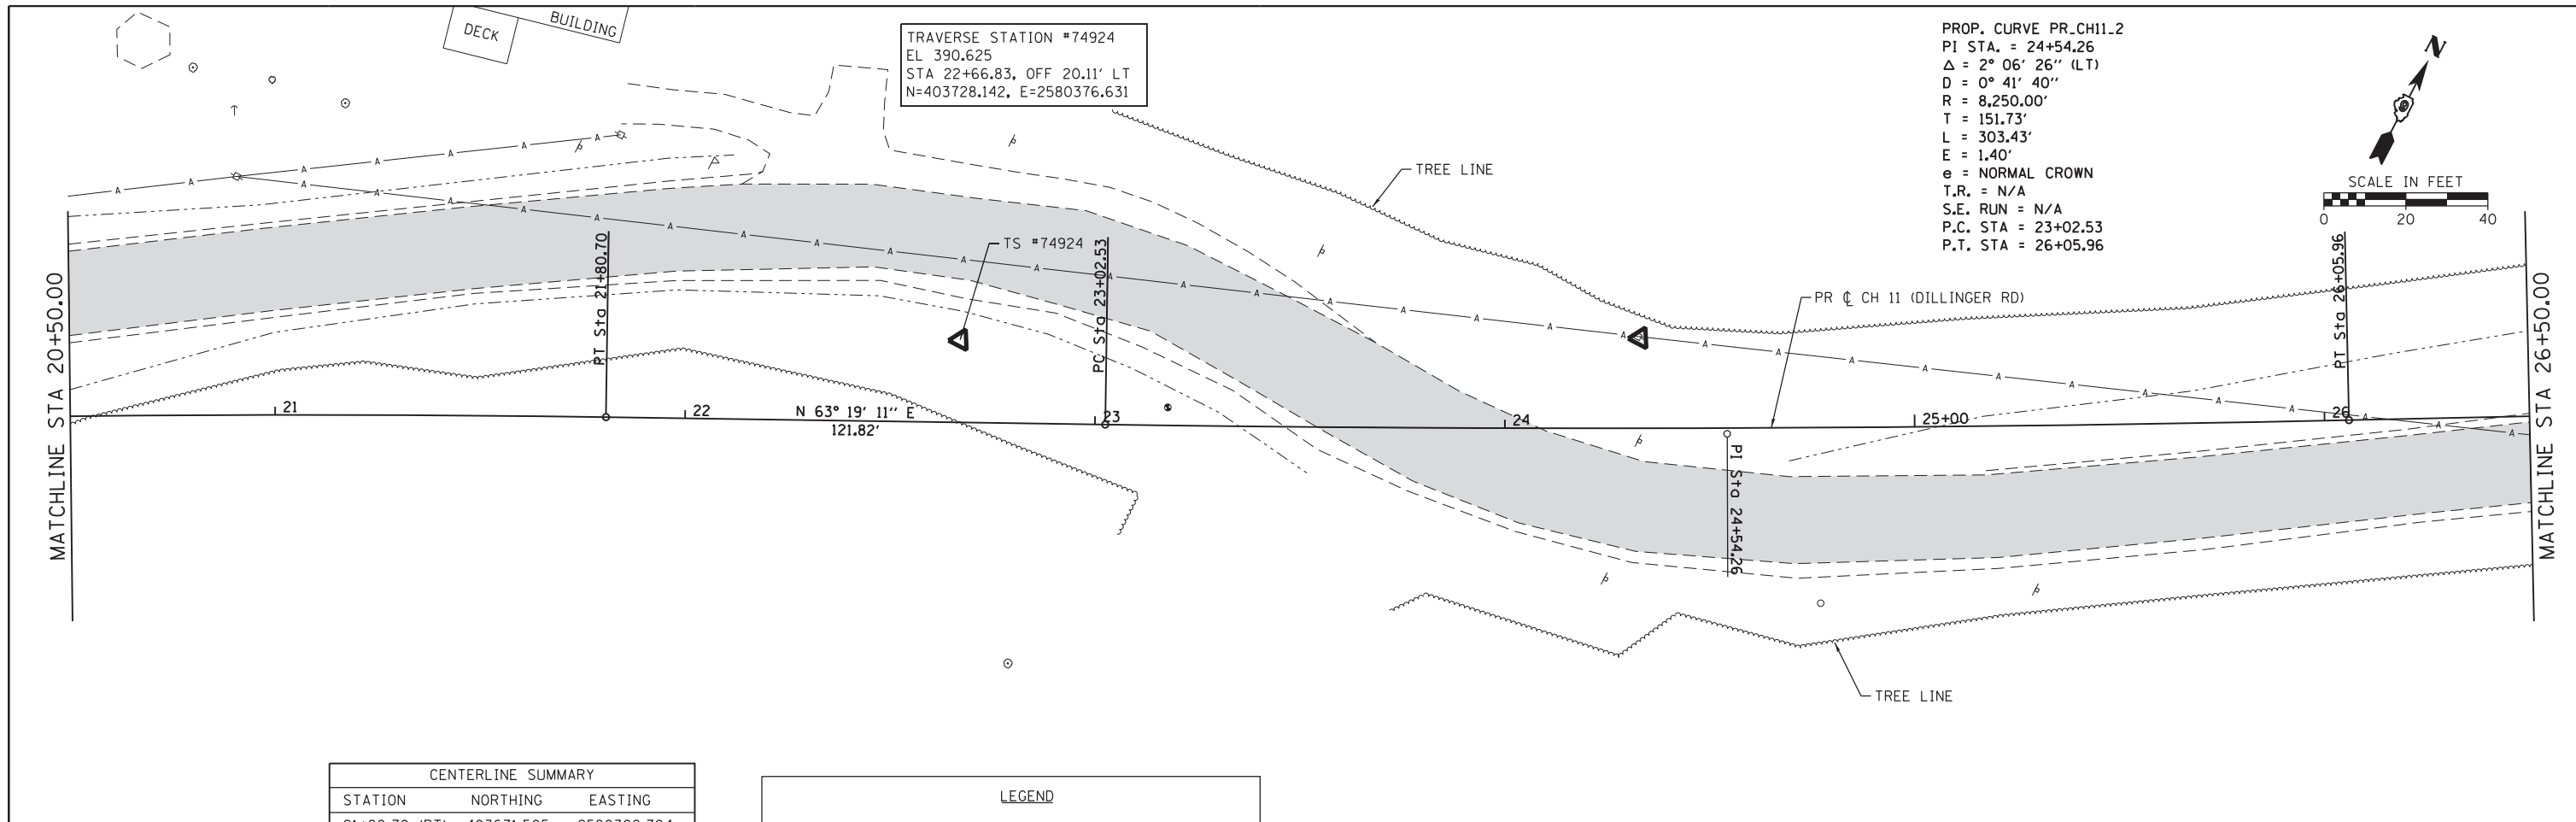 BUILDING
DECK
TRAVERSE STATION #74924
EL 390.625
STA 22+66.83, OFF 20.11' LT
N=403728.142, E=2580376.631
PROP. CURVE PR_CH11_2
PI STA. = 24+54.26
Δ = 2° 06' 26'' (LT)
D = 0° 41' 40''
R = 8,250.00'
T = 151.73'
L = 303.43'
E = 1.40'
e = NORMAL CROWN
T.R. = N/A
S.E. RUN = N/A
P.C. STA = 23+02.53
P.T. STA = 26+05.96
N
SCALE IN FEET
0 20 40
TREE LINE
TS #74924
PR ℄ CH 11 (DILLINGER RD)
MATCHLINE STA 20+50.00
PT Sta 21+80.70
PC Sta 23+02.53
PI Sta 24+54.26
PT Sta 26+05.96
MATCHLINE STA 26+50.00
21
22
N 63° 19' 11'' E
121.82'
23
24
25+00
26
TREE LINE
CENTERLINE SUMMARY
STATION NORTHING EASTING
LEGEND